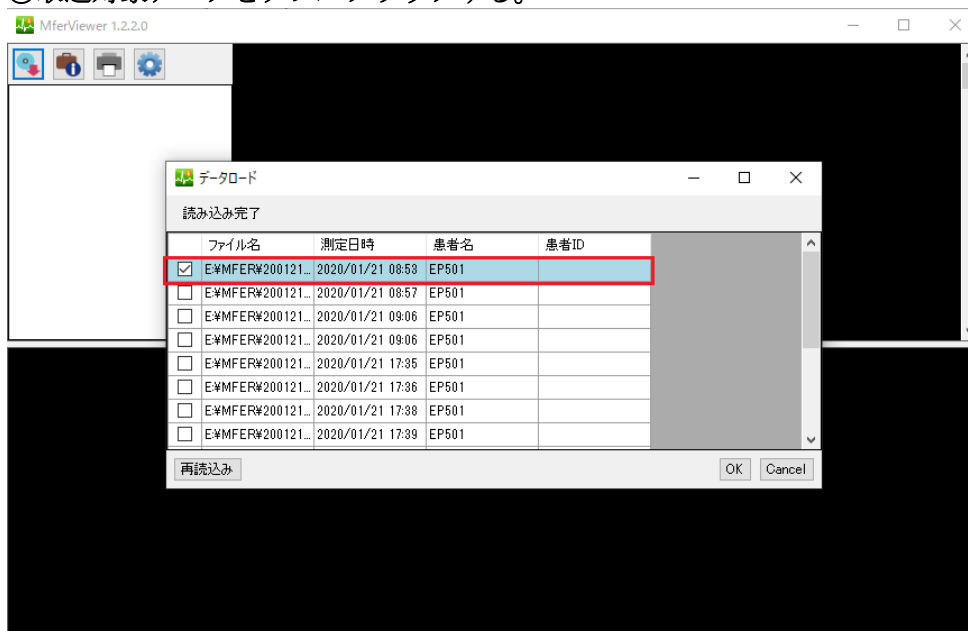 MferViewer 1.2.2.0
データロード
読み込み完了
ファイル名 測定日時 患者名 患者ID
E:¥MFER¥200121... 2020/01/21 08:53 EP501
E:¥MFER¥200121... 2020/01/21 08:57 EP501
E:¥MFER¥200121... 2020/01/21 09:06 EP501
E:¥MFER¥200121... 2020/01/21 09:06 EP501
E:¥MFER¥200121... 2020/01/21 17:35 EP501
E:¥MFER¥200121... 2020/01/21 17:36 EP501
E:¥MFER¥200121... 2020/01/21 17:38 EP501
E:¥MFER¥200121... 2020/01/21 17:39 EP501
再読込み OK Cancel